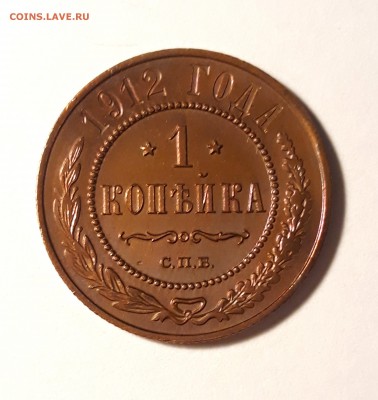 COINS.LAVE.RU
1912 ГОДА.
* 1 *
КОПѢЙКА
С.П.Б.